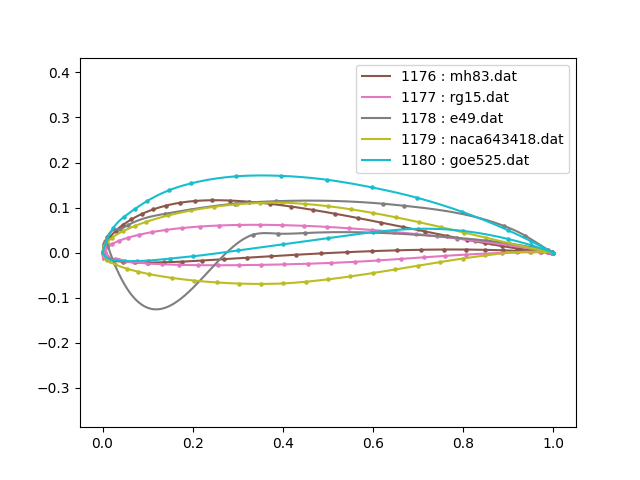 1176 : mh83.dat
1177 : rg15.dat
1178 : e49.dat
1179 : naca643418.dat
1180 : goe525.dat
0.4
0.3
0.2
0.1
0.0
−0.1
−0.2
−0.3
0.0 0.2 0.4 0.6 0.8 1.0